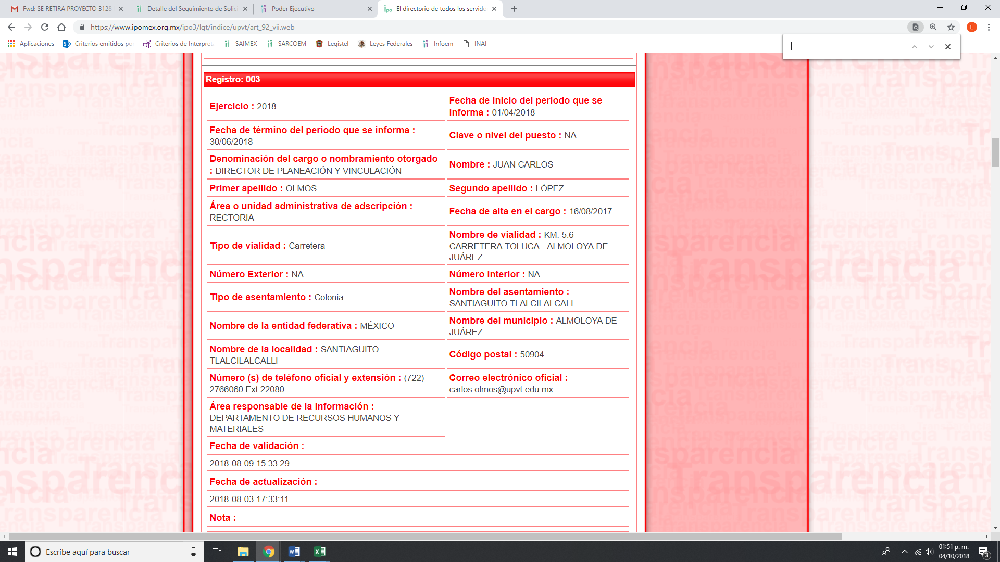 Fwd: SE RETIRA PROYECTO 3128
Detalle del Seguimiento de Solici
Poder Ejecutivo
El directorio de todos los servido
https://www.ipomex.org.mx/ipo3/lgt/indice/upvt/art_92_vii.web
L
Aplicaciones
Criterios emitidos po
Criterios de Interpret
SAIMEX
SARCOEM
Legistel
Leyes Federales
Infoem
INAI
Registro: 003
Ejercicio : 2018
Fecha de inicio del periodo que se
informa : 01/04/2018
Fecha de término del periodo que se informa :
30/06/2018
Clave o nivel del puesto : NA
Denominación del cargo o nombramiento otorgado
: DIRECTOR DE PLANEACIÓN Y VINCULACIÓN
Nombre : JUAN CARLOS
Primer apellido : OLMOS
Segundo apellido : LÓPEZ
Área o unidad administrativa de adscripción :
RECTORIA
Fecha de alta en el cargo : 16/08/2017
Tipo de vialidad : Carretera
Nombre de vialidad : KM. 5.6
CARRETERA TOLUCA - ALMOLOYA DE
JUÁREZ
Número Exterior : NA
Número Interior : NA
Tipo de asentamiento : Colonia
Nombre del asentamiento :
SANTIAGUITO TLALCILALCALI
Nombre de la entidad federativa : MÉXICO
Nombre del municipio : ALMOLOYA DE
JUÁREZ
Nombre de la localidad : SANTIAGUITO
TLALCILALCALLI
Código postal : 50904
Número (s) de teléfono oficial y extensión : (722)
2766060 Ext.22080
Correo electrónico oficial :
carlos.olmos@upvt.edu.mx
Área responsable de la información :
DEPARTAMENTO DE RECURSOS HUMANOS Y
MATERIALES
Fecha de validación :
2018-08-09 15:33:29
Fecha de actualización :
2018-08-03 17:33:11
Nota :
Transparencia
Escribe aquí para buscar
01:51 p. m.
04/10/2018
3